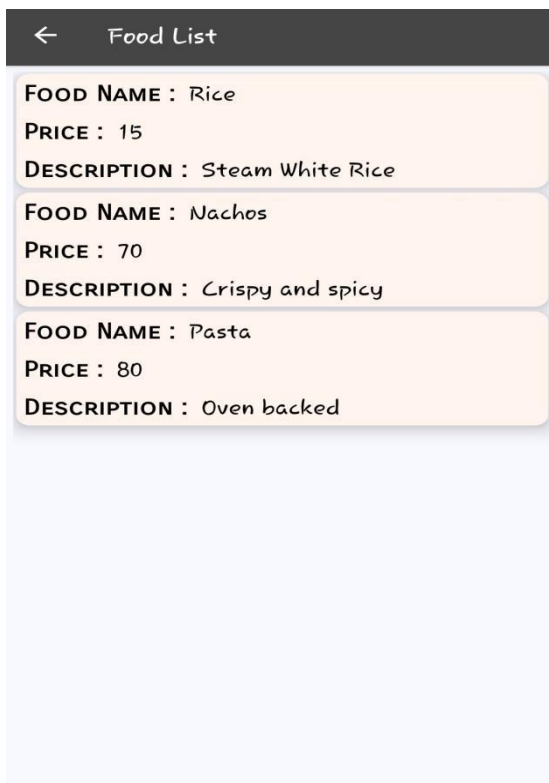 Food List
FOOD NAME : Rice
PRICE : 15
DESCRIPTION : Steam White Rice
FOOD NAME : Nachos
PRICE : 70
DESCRIPTION : Crispy and spicy
FOOD NAME : Pasta
PRICE : 80
DESCRIPTION : Oven backed